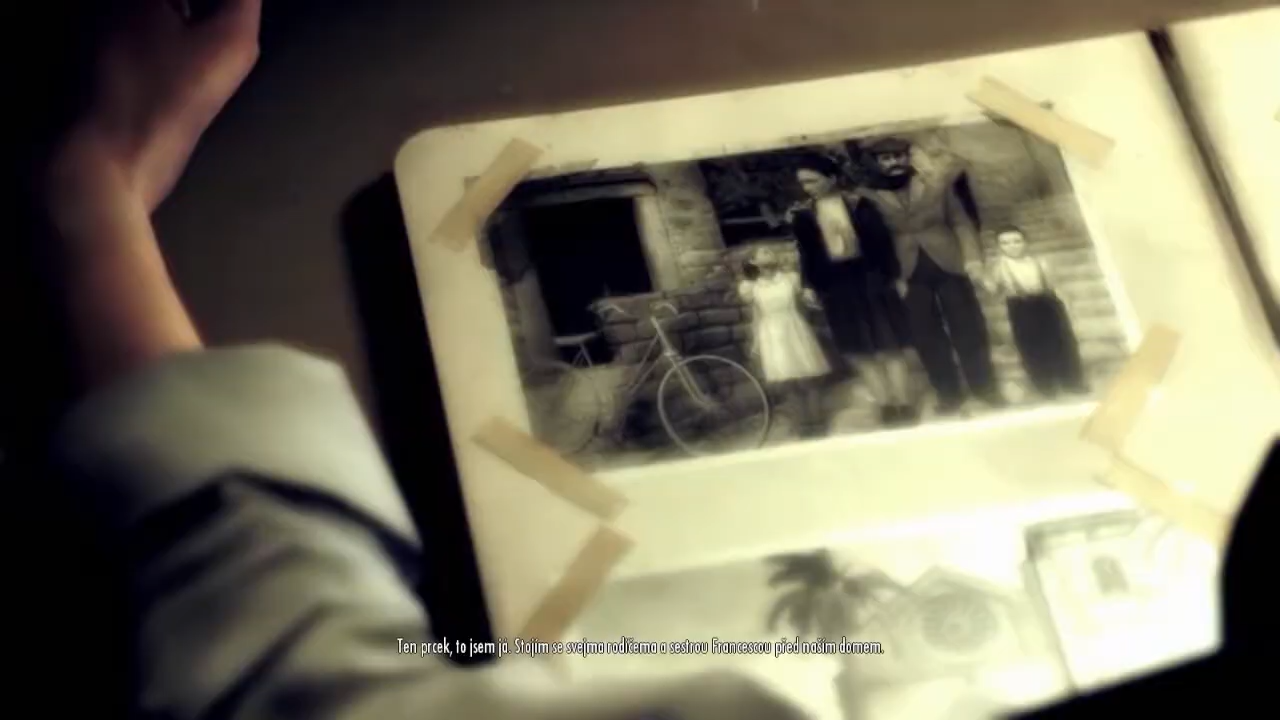 Ten prcek, to jsem já. Stojím se svejma rodičema a sestrou Francescou před naším domem.